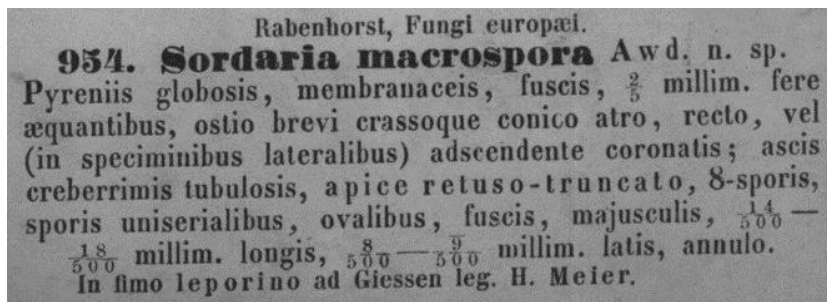 Rabenhorst, Fungi europæi.
954. Sordaria macrospora Awd. n. sp.
Pyreniis globosis, membranaceis, fuscis, 2/5 millim. fere
æquantibus, ostio brevi crassoque conico atro, recto, vel
(in speciminibus lateralibus) adscendente coronatis; ascis
creberrimis tubulosis, apice retuso-truncato, 8-sporis,
sporis uniserialibus, ovalibus, fuscis, majusculis, 14/500—
18/500 millim. longis, 8/500—9/500 millim. latis, annulo.
In fimo leporino ad Giessen leg. H. Meier.